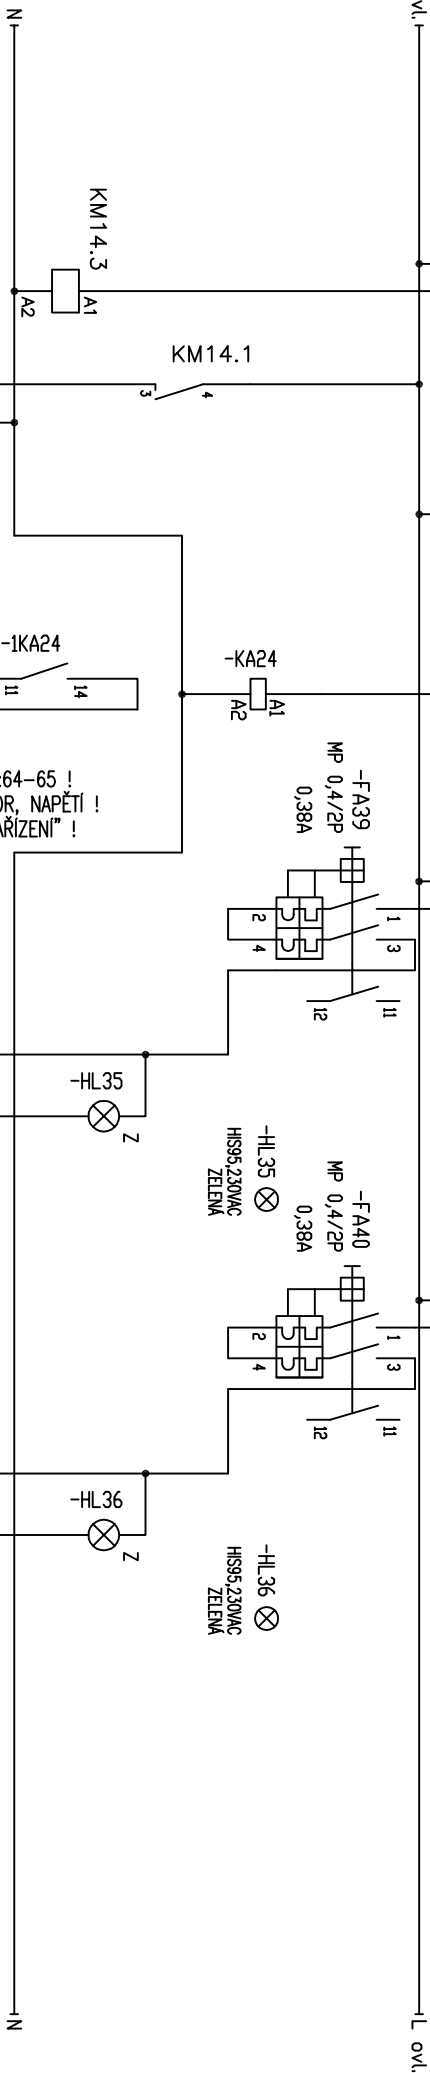 N
vl.
KM14.3
A1
A2
KM14.1
3
4
-1KA24
11
14
-KA24
A2
A1
:64-65 !
OR, NAPĚTÍ !
AŘÍZENÍ" !
-FA39
MP 0,4/2P
0,38A
2
1
4
3
12
11
-HL35
Z
-HL35
HIS95,230VAC
ZELENÁ
-FA40
MP 0,4/2P
0,38A
2
1
4
3
12
11
-HL36
Z
-HL36
HIS95,230VAC
ZELENÁ
N
L ovl.